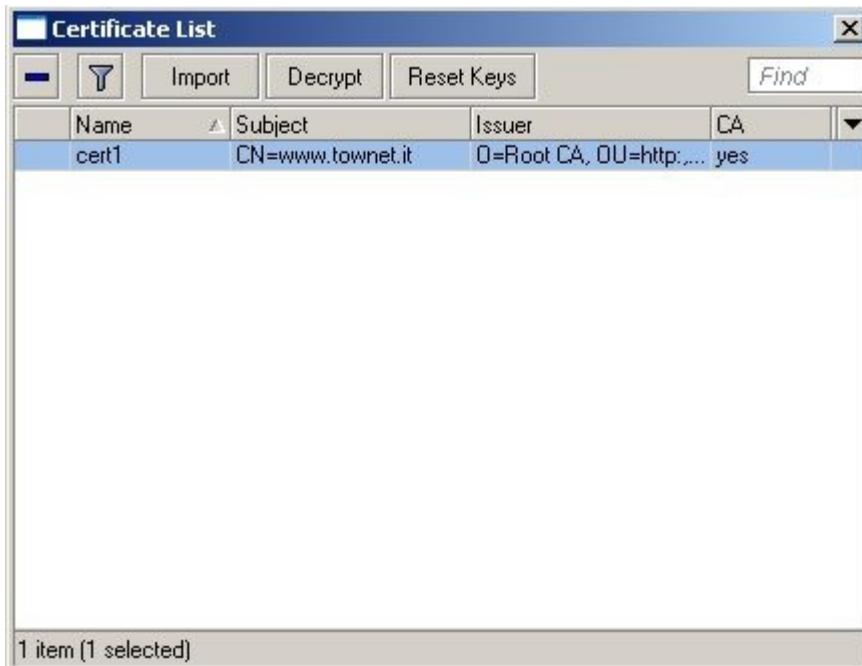 Certificate List
Import Decrypt Reset Keys Find
Name Subject Issuer CA
cert1 CN=www.townet.it O=Root CA, OU=http:,... yes
1 item (1 selected)